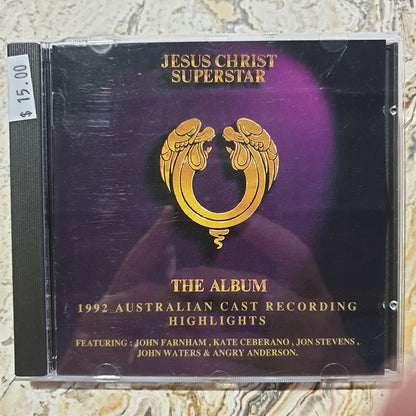 $ 15.00
JESUS CHRIST
SUPERSTAR
THE ALBUM
1992 AUSTRALIAN CAST RECORDING
HIGHLIGHTS
FEATURING : JOHN FARNHAM , KATE CEBERANO , JON STEVENS ,
JOHN WATERS & ANGRY ANDERSON.